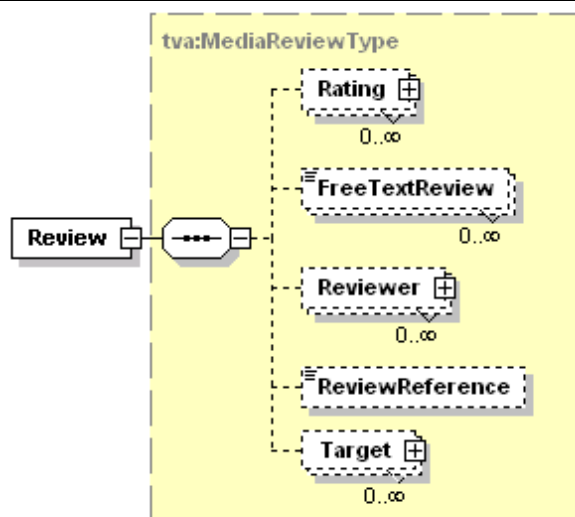 tva:MediaReviewType
Rating
0..∞
FreeTextReview
0..∞
Review
Reviewer
0..∞
ReviewReference
Target
0..∞